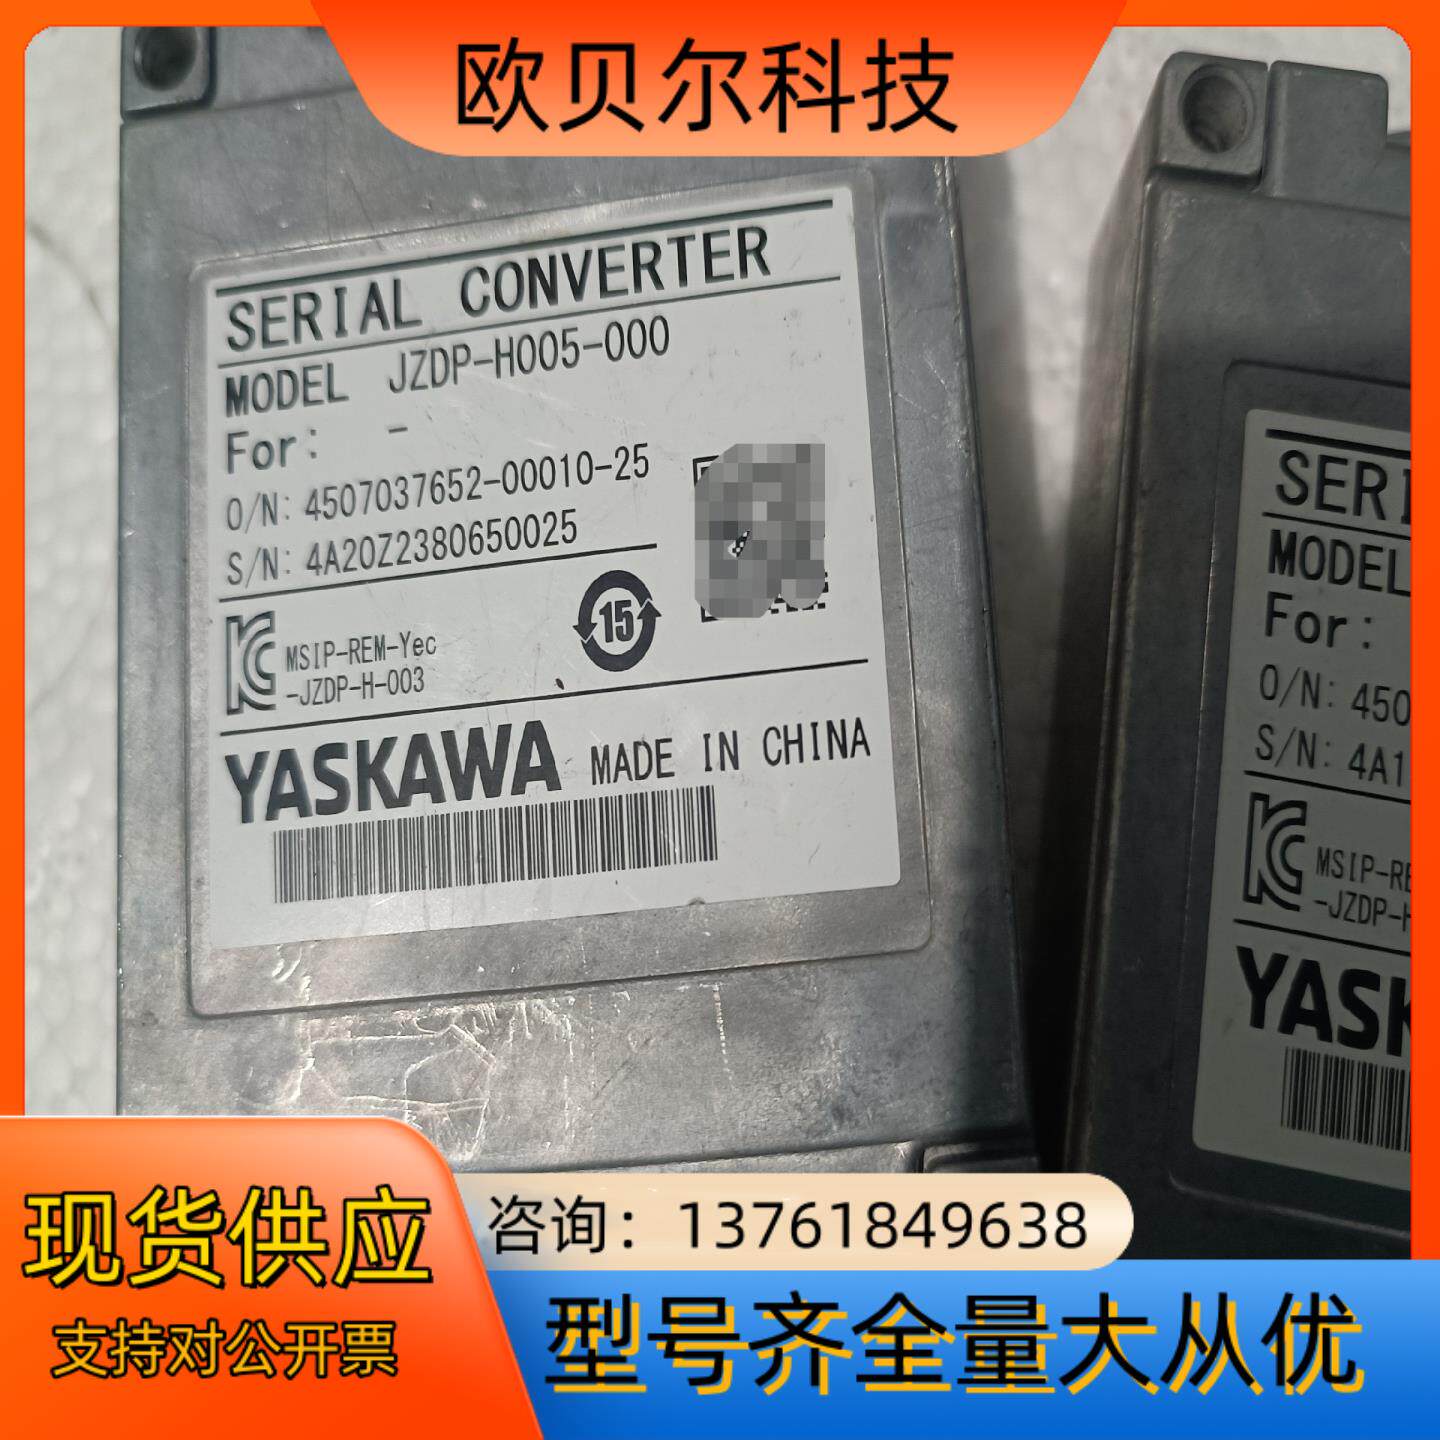 欧贝尔科技
SERIAL CONVERTER
MODEL JZDP-H005-000
For: -
O/N: 4507037652-00010-25
S/N: 4A20Z2380650025
15
MSIP-REM-Yec
-JZDP-H-003
YASKAWA MADE IN CHINA
SERI
MODEL
For:
O/N: 450
S/N: 4A1
MSIP-RE
-JZDP-H
YASK
现货供应
支持对公开票
咨询：13761849638
型号齐全量大从优